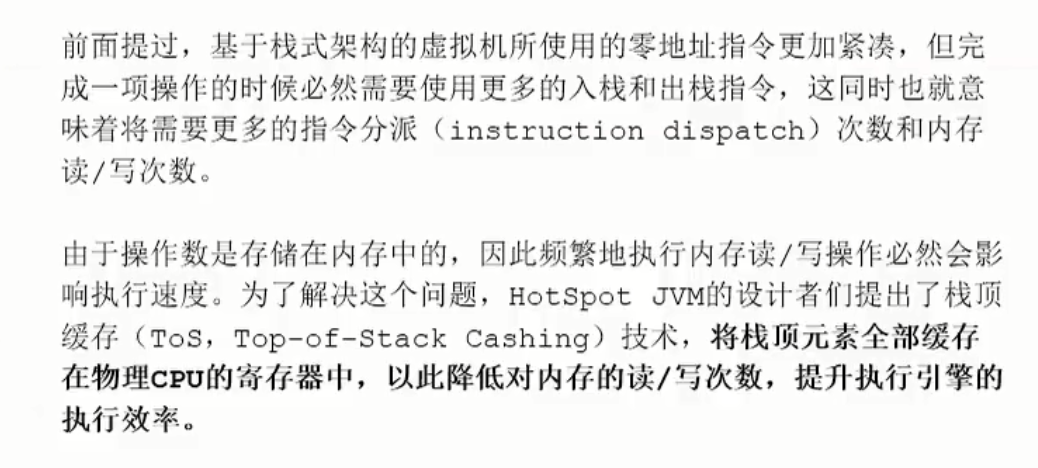 前面提过，基于栈式架构的虚拟机所使用的零地址指令更加紧凑，但完
成一项操作的时候必然需要使用更多的入栈和出栈指令，这同时也就意
味着将需要更多的指令分派（instruction dispatch）次数和内存
读/写次数。
由于操作数是存储在内存中的，因此频繁地执行内存读/写操作必然会影
响执行速度。为了解决这个问题，HotSpot JVM的设计者们提出了栈顶
缓存（ToS，Top-of-Stack Cashing）技术，将栈顶元素全部缓存
在物理CPU的寄存器中，以此降低对内存的读/写次数，提升执行引擎的
执行效率。